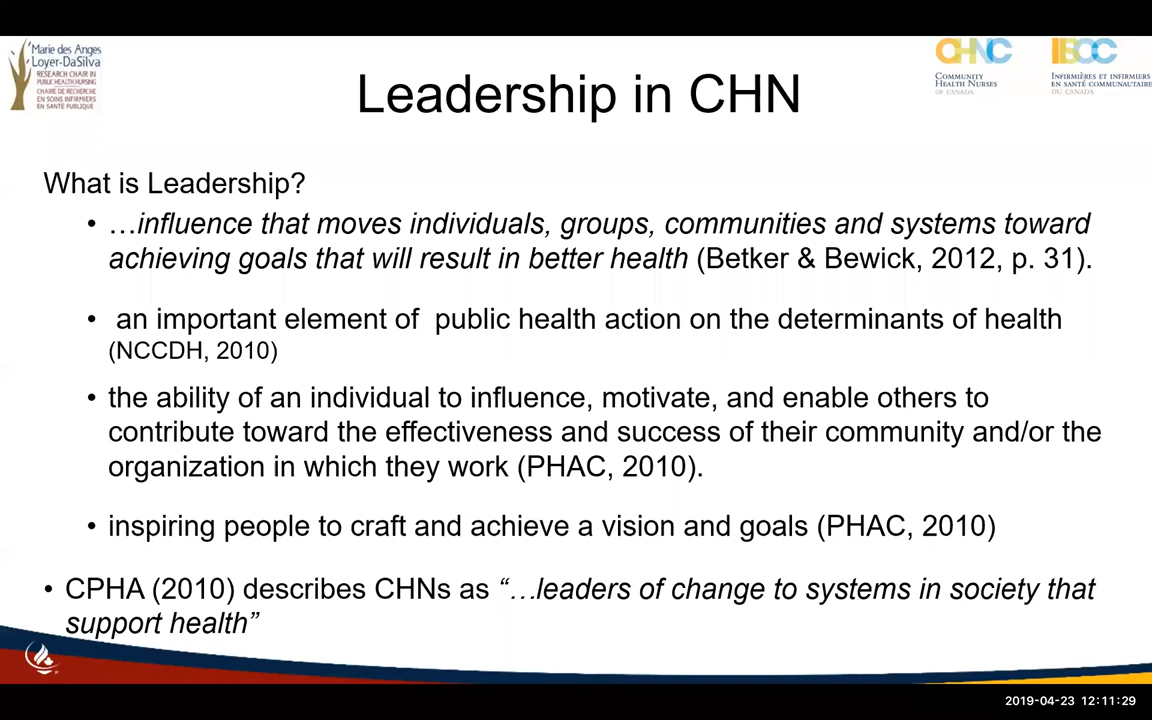 Marie des Anges
Loyer-DaSilva
RESEARCH CHAIR IN
PUBLIC HEALTH NURSING
CHAIRE DE RECHERCHE
EN SOINS INFIRMIERS
EN SANTÉ PUBLIQUE
CHNC
COMMUNITY
HEALTH NURSES
OF CANADA
IISCC
INFIRMIÈRES ET INFIRMIERS
EN SANTÉ COMMUNAUTAIRE
DU CANADA
Leadership in CHN
What is Leadership?
• …influence that moves individuals, groups, communities and systems toward
achieving goals that will result in better health (Betker & Bewick, 2012, p. 31).
• an important element of public health action on the determinants of health
(NCCDH, 2010)
• the ability of an individual to influence, motivate, and enable others to
contribute toward the effectiveness and success of their community and/or the
organization in which they work (PHAC, 2010).
• inspiring people to craft and achieve a vision and goals (PHAC, 2010)
• CPHA (2010) describes CHNs as “…leaders of change to systems in society that
support health”
2019-04-23 12:11:29